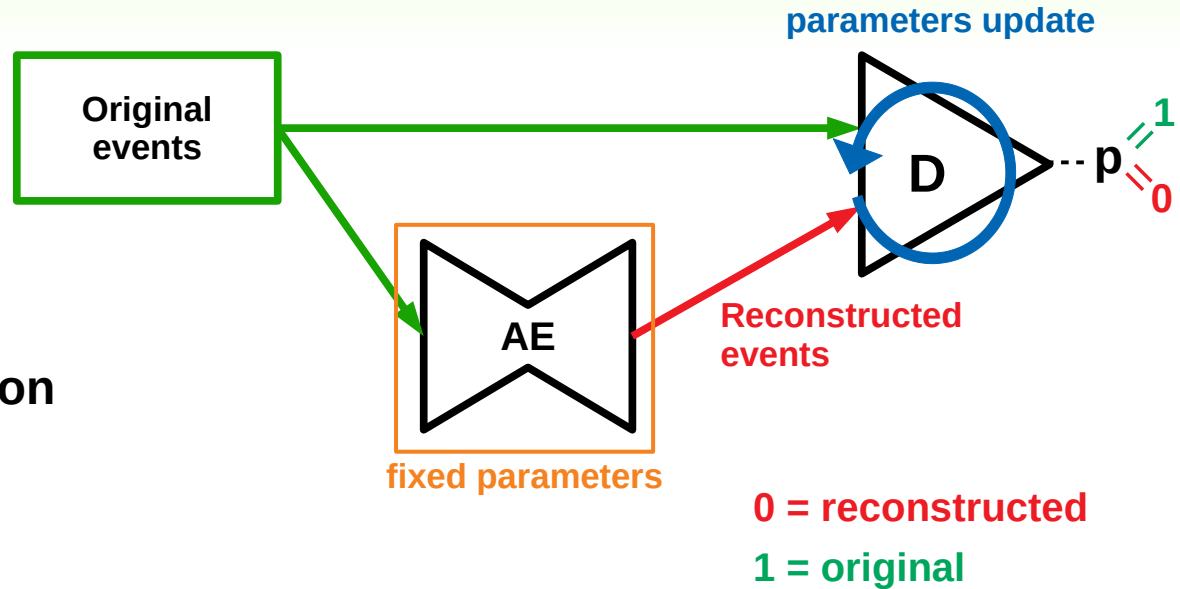 parameters update
Original
events
D
p
1
0
AE
Reconstructed
events
on
fixed parameters
0 = reconstructed
1 = original